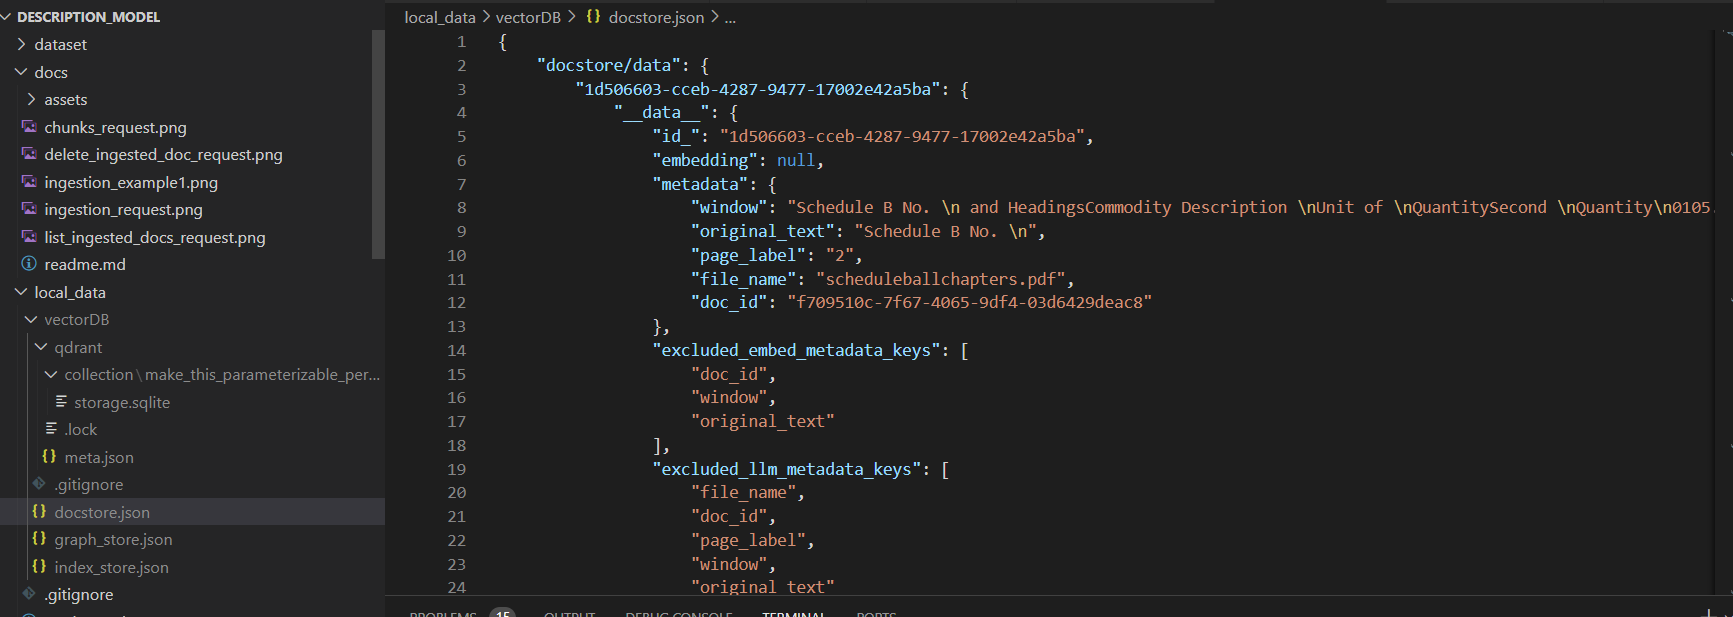 DESCRIPTION_MODEL
dataset
docs
assets
chunks_request.png
delete_ingested_doc_request.png
ingestion_example1.png
ingestion_request.png
list_ingested_docs_request.png
readme.md
local_data
vectorDB
qdrant
collection\make_this_parameterizable_per...
storage.sqlite
.lock
meta.json
.gitignore
docstore.json
graph_store.json
index_store.json
.gitignore
local_data > vectorDB > {} docstore.json > ...
1 {
2 "docstore/data": {
3 "1d506603-cceb-4287-9477-17002e42a5ba": {
4 "__data__": {
5 "id_": "1d506603-cceb-4287-9477-17002e42a5ba",
6 "embedding": null,
7 "metadata": {
8 "window": "Schedule B No. \n and HeadingsCommodity Description \nUnit of \nQuantitySecond \nQuantity\n0105.
9 "original_text": "Schedule B No. \n",
10 "page_label": "2",
11 "file_name": "scheduleballchapters.pdf",
12 "doc_id": "f709510c-7f67-4065-9df4-03d6429deac8"
13 },
14 "excluded_embed_metadata_keys": [
15 "doc_id",
16 "window",
17 "original_text"
18 ],
19 "excluded_llm_metadata_keys": [
20 "file_name",
21 "doc_id",
22 "page_label",
23 "window",
24 "original_text"
PROBLEMS 15 OUTPUT DEBUG CONSOLE TERMINAL PORTS